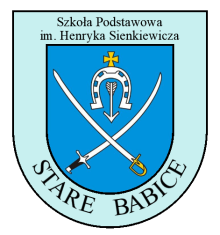 Szkoła Podstawowa
im. Henryka Sienkiewicza
STARE BABICE